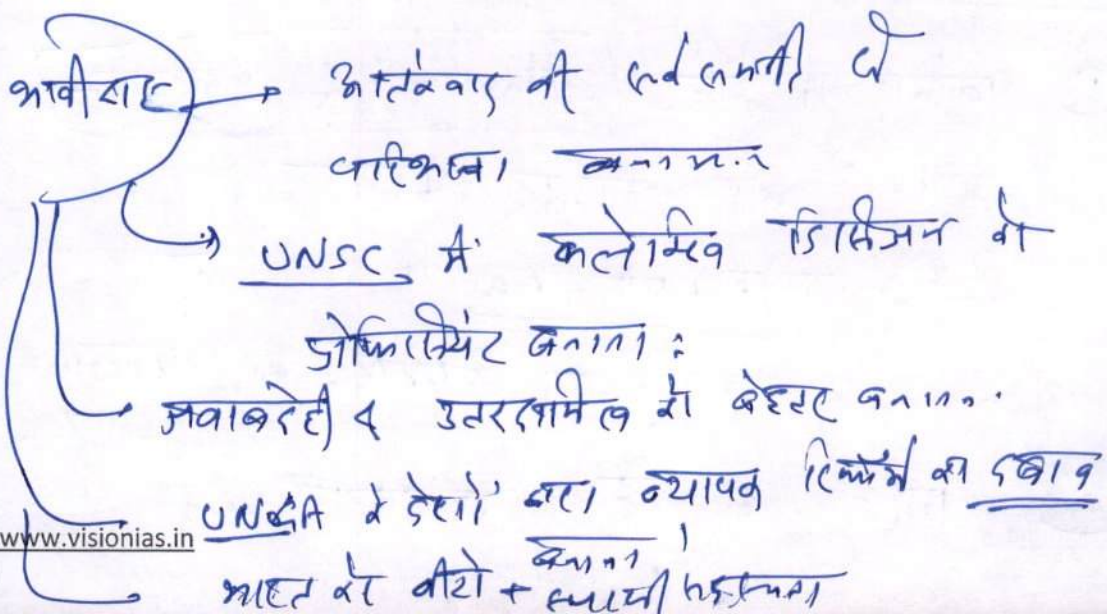 भावी राह → आतंकवाद की सर्वसम्मति से
परिभाषा बनाना
→ UNSC में कलेक्टिव डिसिजन को
प्रोफिसियेंट बनाना:
जवाबदेही व उत्तरदायित्व को बेहतर बनाना.
UNGA के देशों द्वारा व्यापक रिफॉर्म का दबाव
बनाना
www.visionias.in
भारत को वीटो + स्थायी सदस्यता